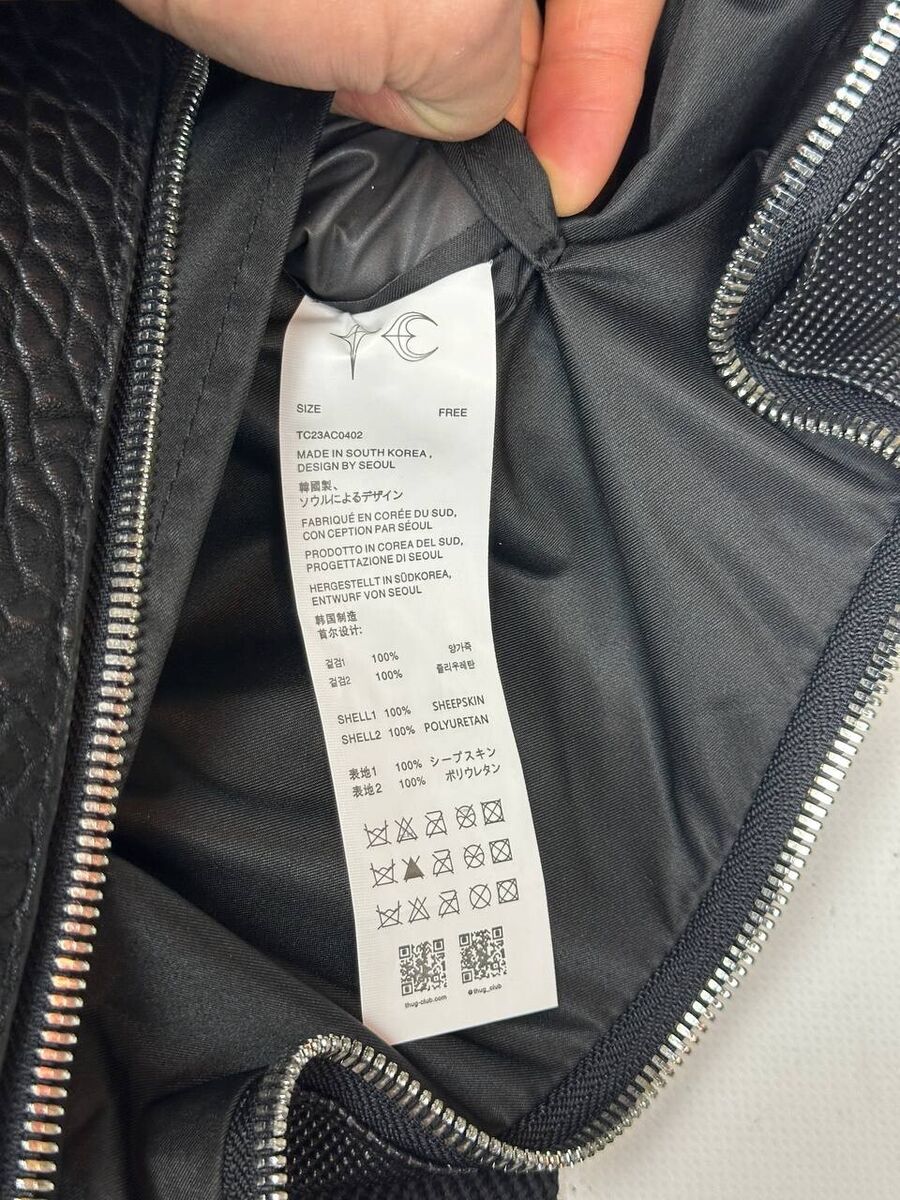 SIZE FREE
TC23AC0402
MADE IN SOUTH KOREA,
DESIGN BY SEOUL
韓國製、
ソウルによるデザイン
FABRIQUÉ EN CORÉE DU SUD,
CON CEPTION PAR SÉOUL
PRODOTTO IN COREA DEL SUD,
PROGETTAZIONE DI SEOUL
HERGESTELLT IN SÜDKOREA,
ENTWURF VON SEOUL
韩国制造
首尔设计:
겉검1 100% 양가죽
겉검2 100% 폴리우레탄
SHELL1 100% SHEEPSKIN
SHELL2 100% POLYURETAN
表地1 100% シープスキン
表地2 100% ポリウレタン
thug-club.com thug_club